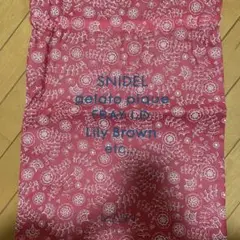 SNIDEL
gelato pique
FRAY I.D
Lily Brown
etc...